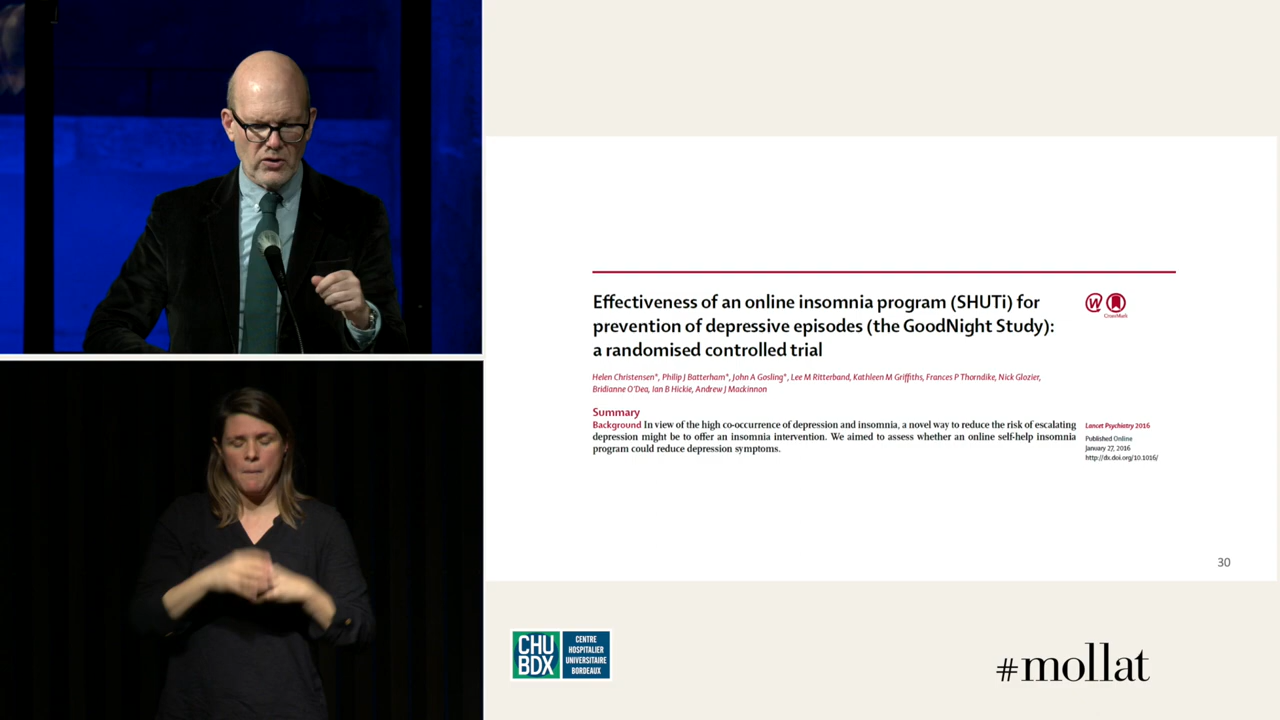 Effectiveness of an online insomnia program (SHUTi) for
prevention of depressive episodes (the GoodNight Study):
a randomised controlled trial
CrossMark
Helen Christensen*, Philip J Batterham*, John A Gosling*, Lee M Ritterband, Kathleen M Griffiths, Frances P Thorndike, Nick Glozier,
Bridianne O'Dea, Ian B Hickie, Andrew J Mackinnon
Summary
Background In view of the high co-occurrence of depression and insomnia, a novel way to reduce the risk of escalating
depression might be to offer an insomnia intervention. We aimed to assess whether an online self-help insomnia
program could reduce depression symptoms.
Lancet Psychiatry 2016
Published Online
January 27, 2016
http://dx.doi.org/10.1016/
30
CHU
BDX
CENTRE
HOSPITALIER
UNIVERSITAIRE
BORDEAUX
#mollat